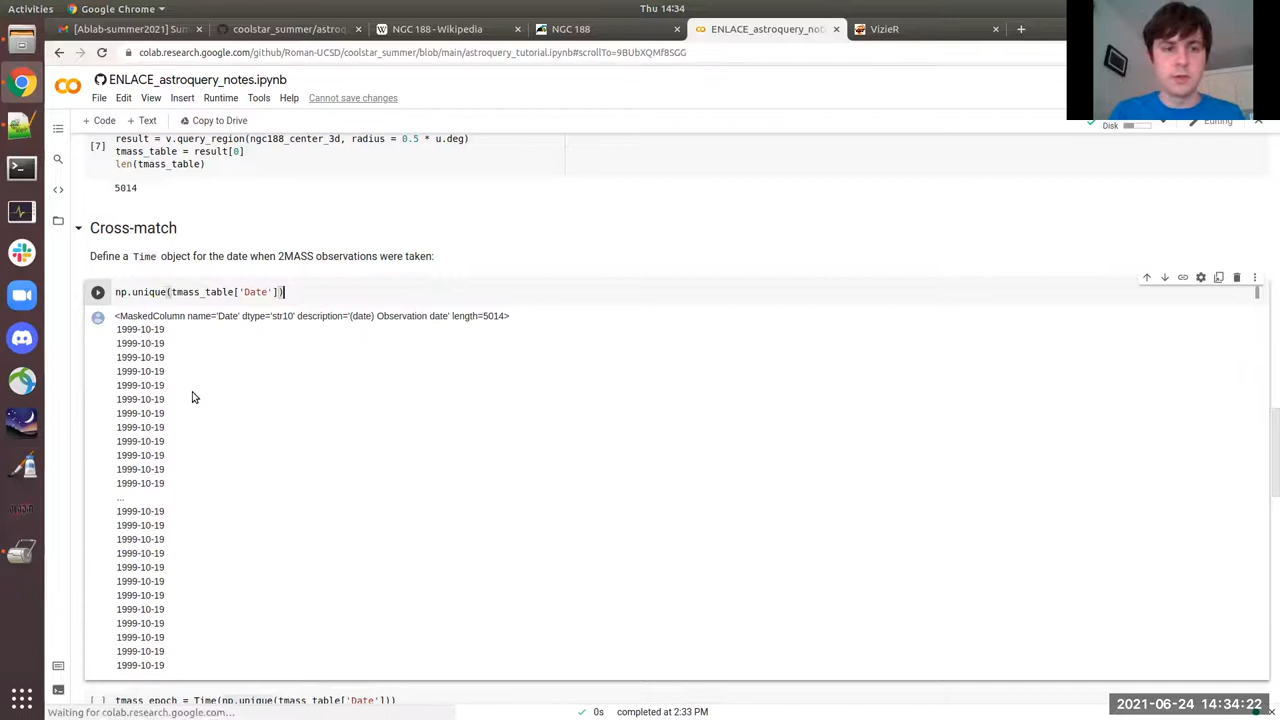 Activities
Google Chrome
Thu 14:34
[Ablab-summer2021] Sum
coolstar_summer/astroq
NGC 188 - Wikipedia
NGC 188
ENLACE_astroquery_not
VizieR
colab.research.google.com/github/Roman-UCSD/coolstar_summer/blob/main/astroquery_tutorial.ipynb#scrollTo=9BUbXQMf8SGG
ENLACE_astroquery_notes.ipynb
File Edit View Insert Runtime Tools Help Cannot save changes
+ Code + Text Copy to Drive
Disk
Editing
result = v.query_region(ngc188_center_3d, radius = 0.5 * u.deg)
[7]
tmass_table = result[0]
len(tmass_table)
5014
Cross-match
Define a Time object for the date when 2MASS observations were taken:
np.unique(tmass_table['Date'])
<MaskedColumn name='Date' dtype='str10' description='(date) Observation date' length=5014>
1999-10-19
1999-10-19
1999-10-19
1999-10-19
1999-10-19
1999-10-19
1999-10-19
1999-10-19
1999-10-19
1999-10-19
1999-10-19
1999-10-19
...
1999-10-19
1999-10-19
1999-10-19
1999-10-19
1999-10-19
1999-10-19
1999-10-19
1999-10-19
1999-10-19
1999-10-19
1999-10-19
1999-10-19
[ ] tmass_epoch = Time(np.unique(tmass_table['Date']))
Waiting for colab.research.google.com...
0s completed at 2:33 PM
2021-06-24 14:34:22